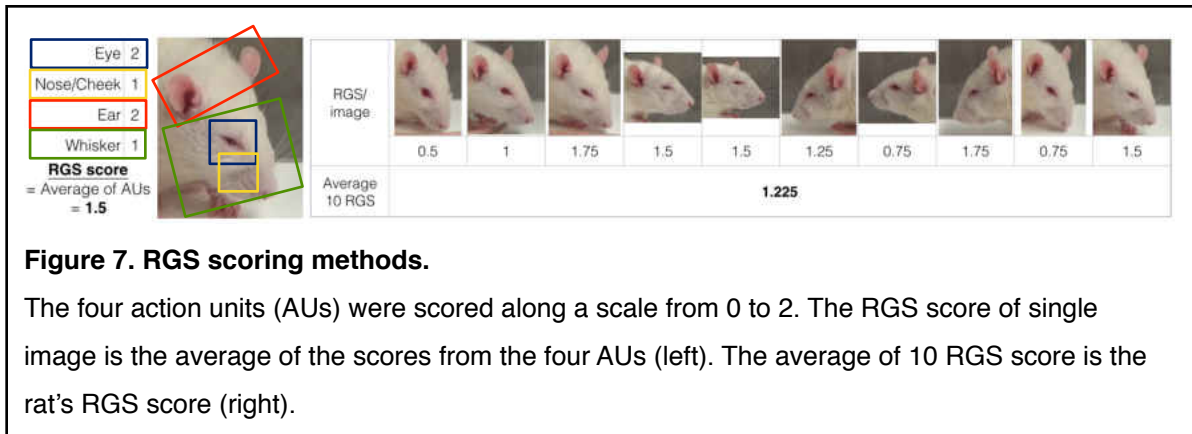 Eye 2
Nose/Cheek 1
Ear 2
Whisker 1
RGS score
= Average of AUs
= 1.5
RGS/
image
0.5 1 1.75 1.5 1.5 1.25 0.75 1.75 0.75 1.5
Average
10 RGS
1.225
Figure 7. RGS scoring methods.
The four action units (AUs) were scored along a scale from 0 to 2. The RGS score of single
image is the average of the scores from the four AUs (left). The average of 10 RGS score is the
rat's RGS score (right).